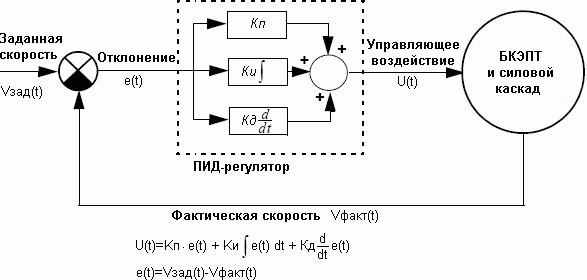 Заданная
скорость
Vзад(t)
Отклонение
e(t)
Кп
Ки∫
Кд d/dt
+
+
+
ПИД-регулятор
Управляющее
воздействие
U(t)
БКЭПТ
и силовой
каскад
Фактическая скорость Vфакт(t)
U(t)=Кп·e(t) + Ки∫e(t) dt + Кд d/dt e(t)
e(t)=Vзад(t)-Vфакт(t)